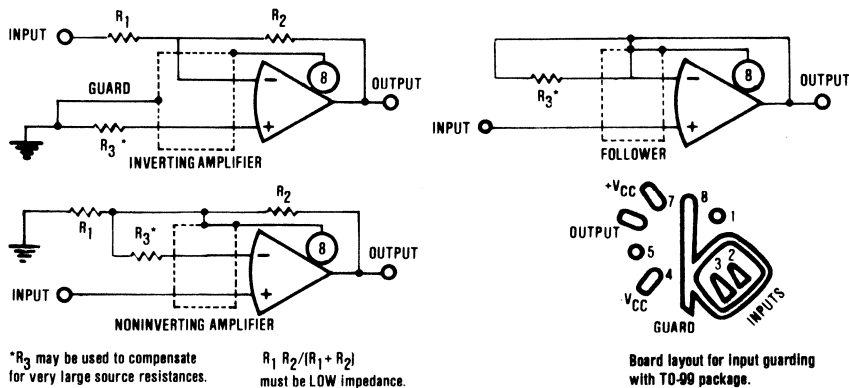 R1
R2
INPUT
8
GUARD
OUTPUT
−
+
R3*
INVERTING AMPLIFIER
R3*
8
OUTPUT
−
+
INPUT
FOLLOWER
R2
R1
R3*
8
OUTPUT
−
+
INPUT
NONINVERTING AMPLIFIER
+VCC
7
8
1
OUTPUT
5
3 2
4
-VCC
INPUTS
GUARD
*R3 may be used to compensate
for very large source resistances.
R1 R2/(R1 + R2)
must be LOW impedance.
Board layout for input guarding
with TO-99 package.